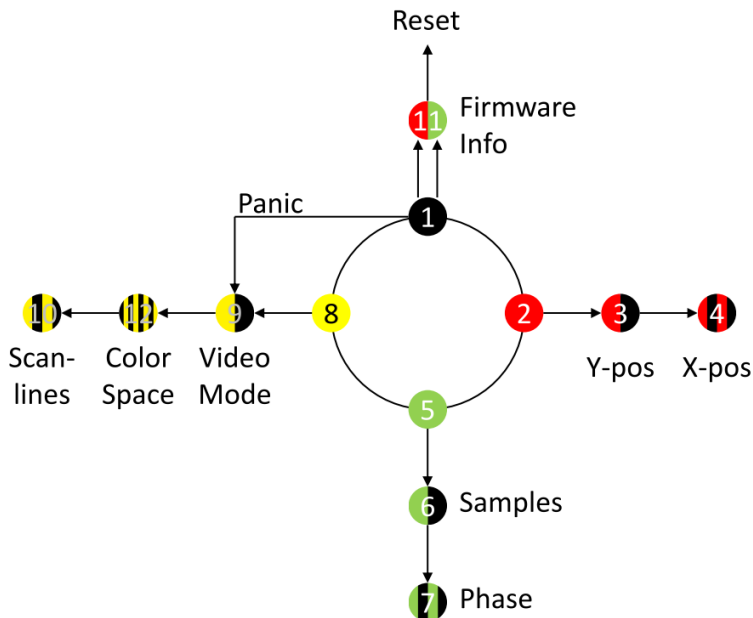 Reset
11
Firmware
Info
Panic
1
10
12
9
8
2
3
4
Scan-
lines
Color
Space
Video
Mode
Y-pos
X-pos
5
6
Samples
7
Phase